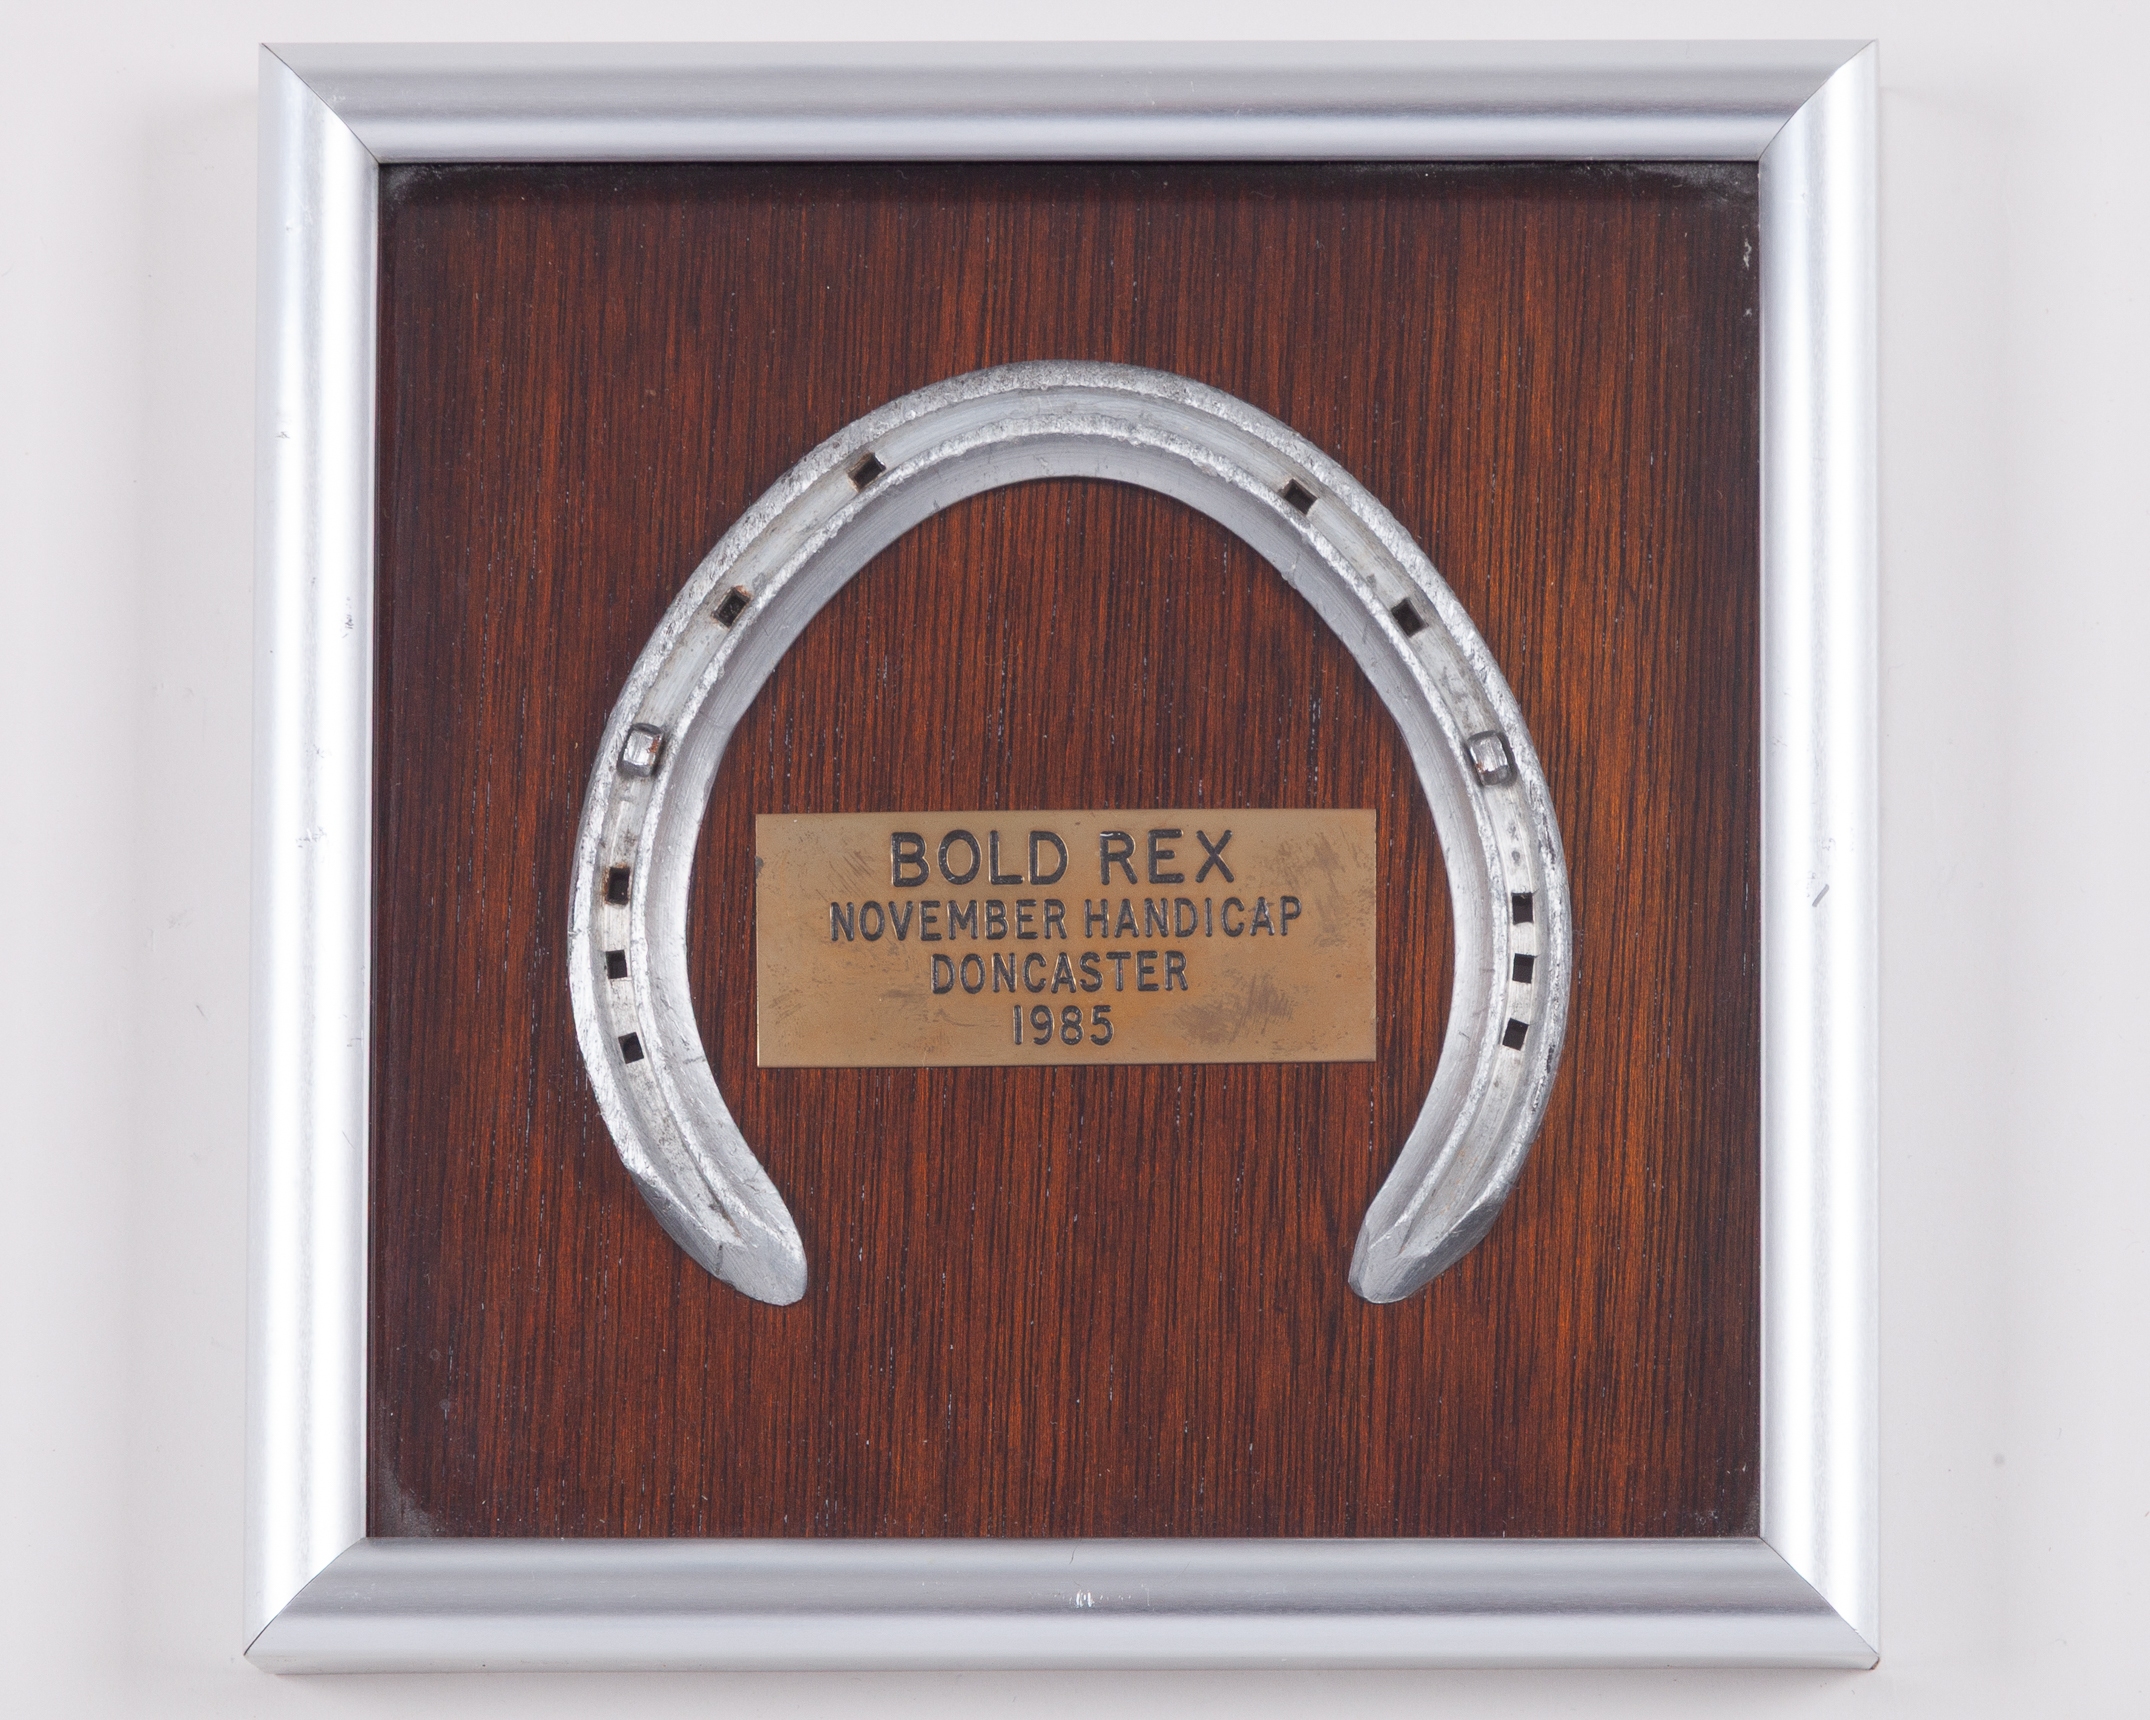 BOLD REX
NOVEMBER HANDICAP
DONCASTER
1985